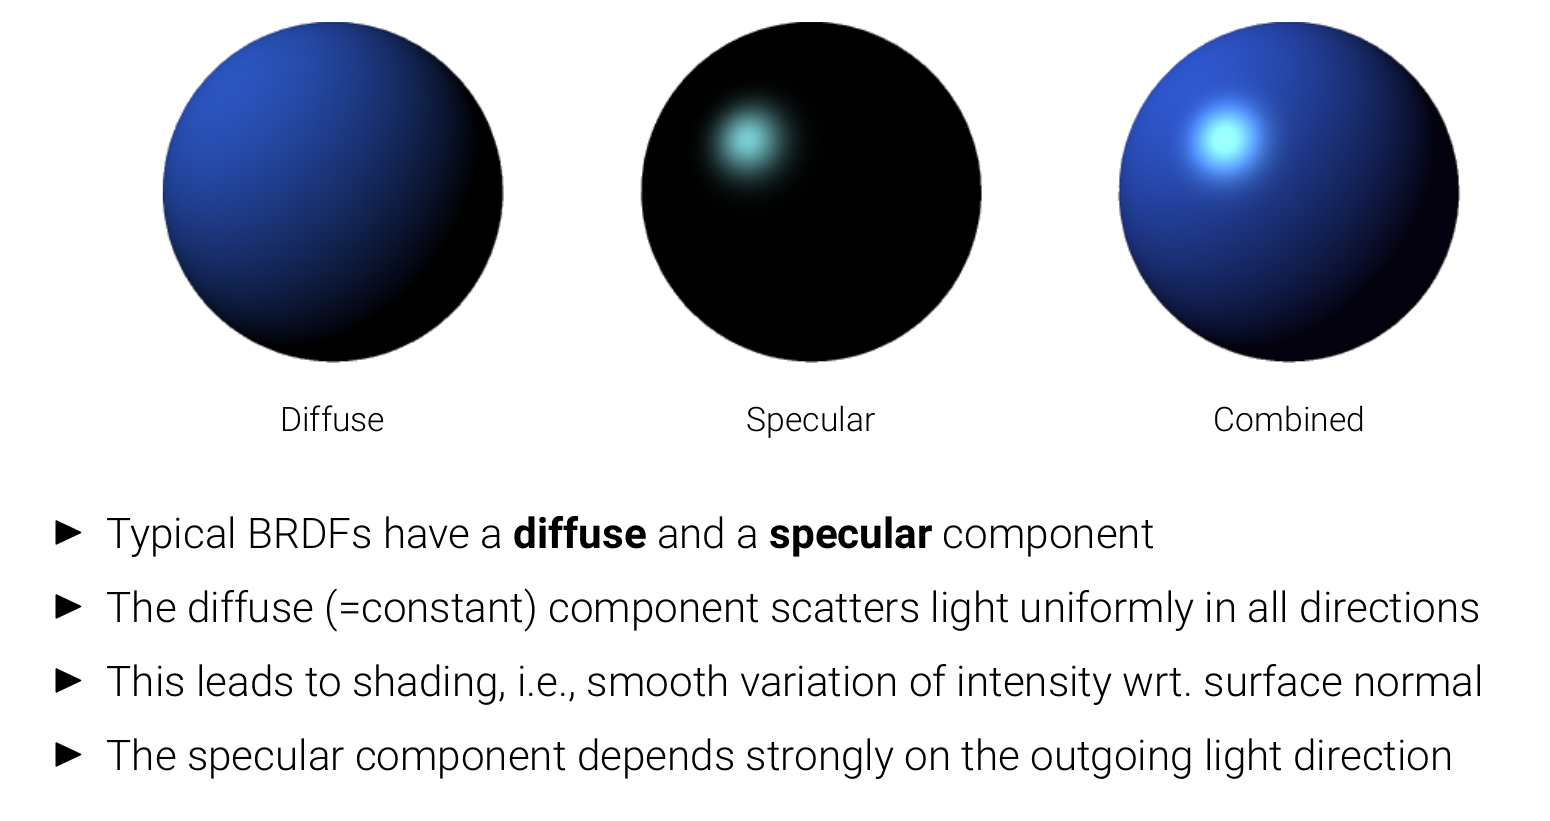 Diffuse Specular Combined
► Typical BRDFs have a diffuse and a specular component
► The diffuse (=constant) component scatters light uniformly in all directions
► This leads to shading, i.e., smooth variation of intensity wrt. surface normal
► The specular component depends strongly on the outgoing light direction